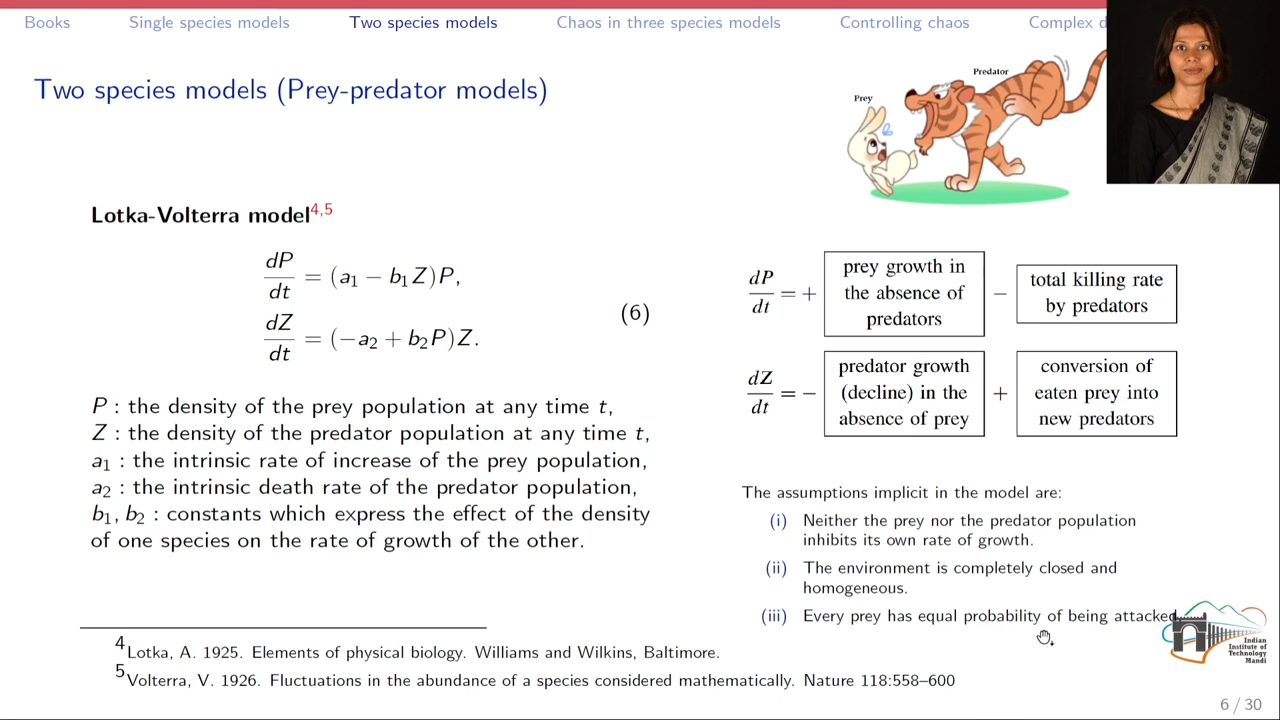 Books Single species models Two species models Chaos in three species models Controlling chaos Complex d
Two species models (Prey-predator models)
Predator
Prey
Lotka-Volterra model4,5
dP/dt = (a1 − b1Z)P,
dZ/dt = (−a2 + b2P)Z.
(6)
P : the density of the prey population at any time t,
Z : the density of the predator population at any time t,
a1 : the intrinsic rate of increase of the prey population,
a2 : the intrinsic death rate of the predator population,
b1, b2 : constants which express the effect of the density
of one species on the rate of growth of the other.
dP/dt = +
prey growth in
the absence of
predators
−
total killing rate
by predators
dZ/dt = −
predator growth
(decline) in the
absence of prey
+
conversion of
eaten prey into
new predators
The assumptions implicit in the model are:
(i) Neither the prey nor the predator population
inhibits its own rate of growth.
(ii) The environment is completely closed and
homogeneous.
(iii) Every prey has equal probability of being attacked.
4Lotka, A. 1925. Elements of physical biology. Williams and Wilkins, Baltimore.
5Volterra, V. 1926. Fluctuations in the abundance of a species considered mathematically. Nature 118:558–600
Indian
Institute of
Technology
Mandi
6 / 30